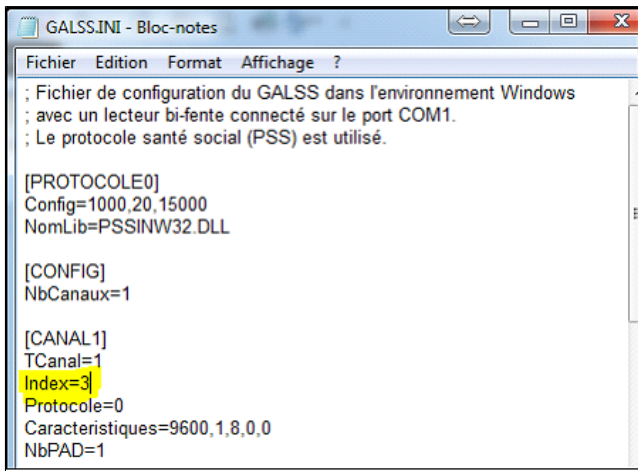 GALSS.INI - Bloc-notes
Fichier Edition Format Affichage ?
; Fichier de configuration du GALSS dans l'environnement Windows
; avec un lecteur bi-fente connecté sur le port COM1.
; Le protocole santé social (PSS) est utilisé.
[PROTOCOLE0]
Config=1000,20,15000
NomLib=PSSINW32.DLL
[CONFIG]
NbCanaux=1
[CANAL1]
TCanal=1
Index=3
Protocole=0
Caracteristiques=9600,1,8,0,0
NbPAD=1